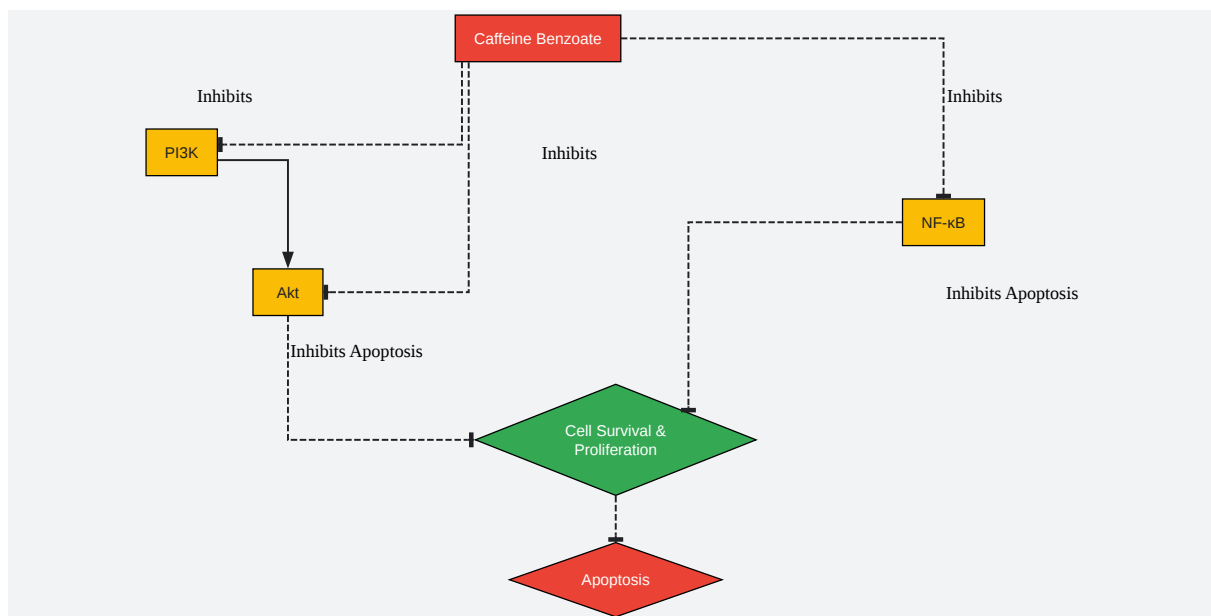 Caffeine Benzoate
Inhibits
Inhibits
PI3K
Inhibits
NF-κB
Akt
Inhibits Apoptosis
Inhibits Apoptosis
Cell Survival &
Proliferation
Apoptosis